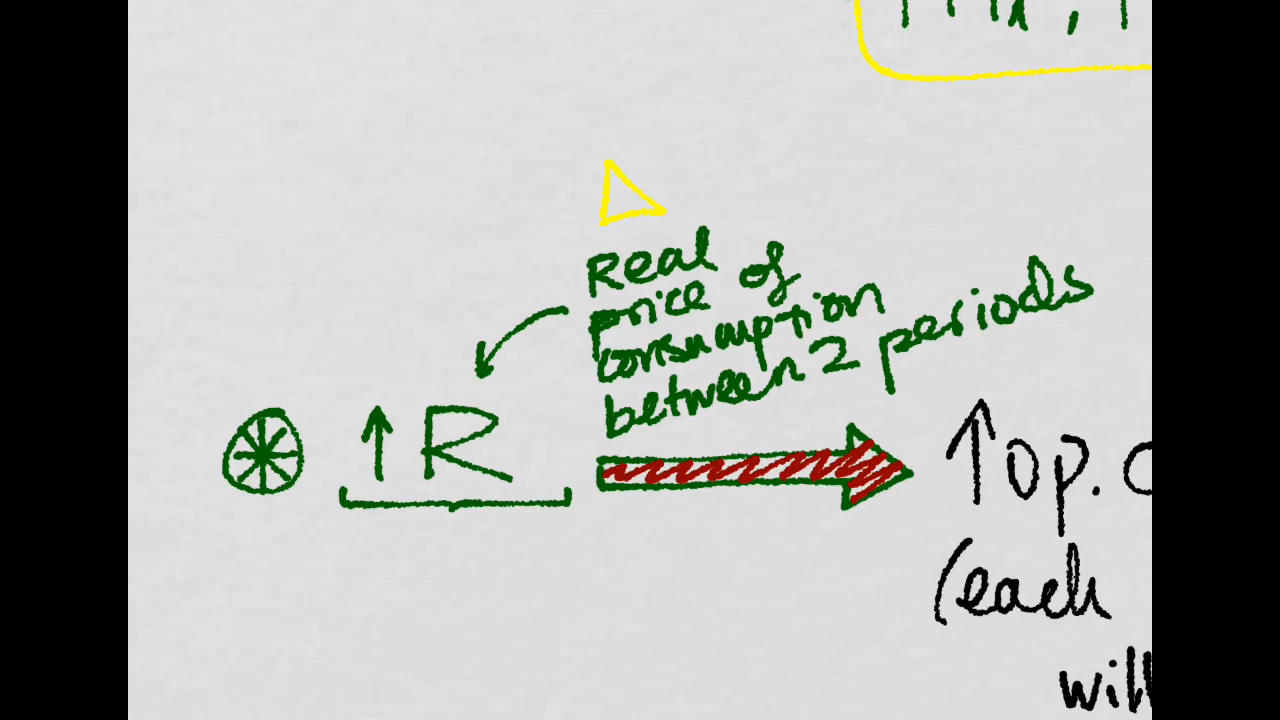 Real
price of
consumption
between 2 periods
↑ R
↑ op.
(each
will